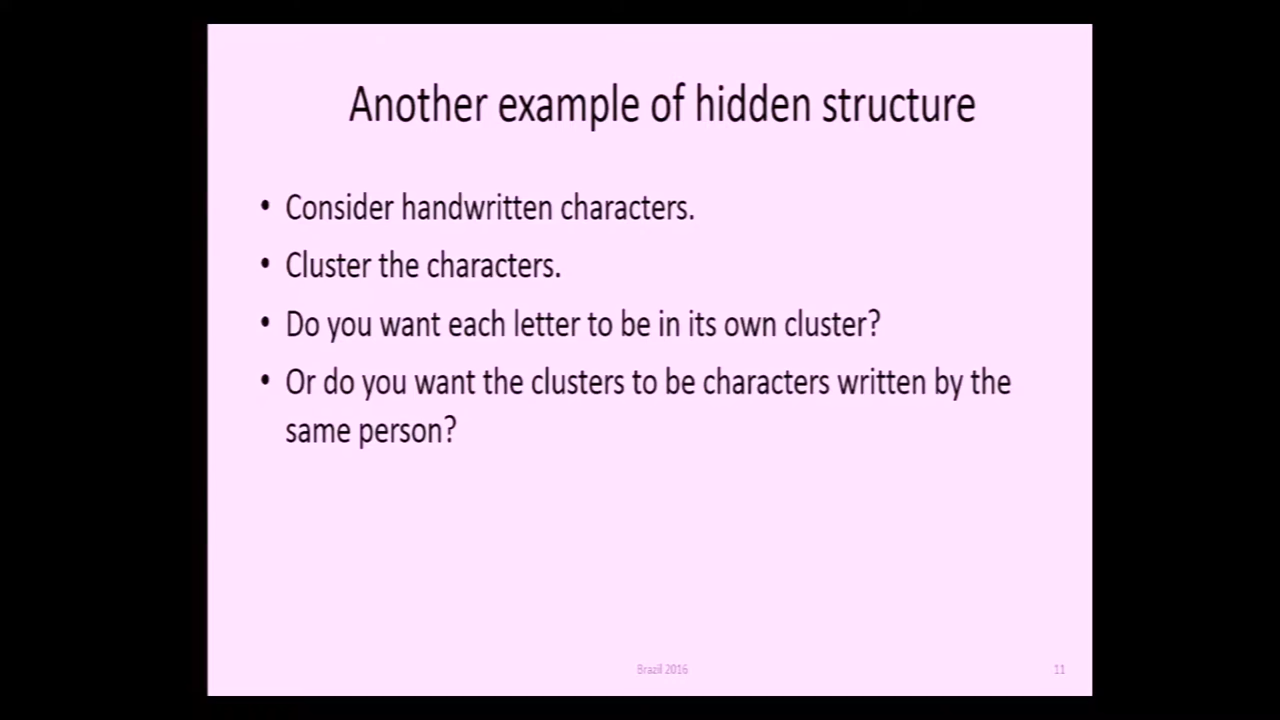 Another example of hidden structure
• Consider handwritten characters.
• Cluster the characters.
• Do you want each letter to be in its own cluster?
• Or do you want the clusters to be characters written by the
same person?
Brazil 2016
11